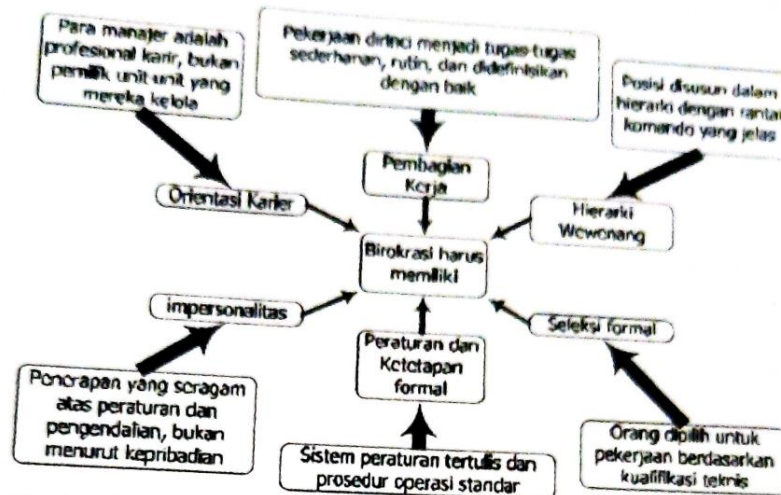 Para manajer adalah
profesional karir, bukan
pemilik unit-unit yang
mereka kelola
Pekerjaan dirinci menjadi tugas-tugas
sederhanan, rutin, dan didefinisikan
dengan baik
Posisi disusun dalam
hierarki dengan rantai
komando yang jelas
Orientasi Karier
Pembagian
Kerja
Hierarki
Wewenang
Birokrasi harus
memiliki
impersonalitas
Peraturan dan
Ketetapan
formal
Seleksi formal
Penerapan yang seragam
atas peraturan dan
pengendalian, bukan
menurut kepribadian
Sistem peraturan tertulis dan
prosedur operasi standar
Orang dipilih untuk
pekerjaan berdasarkan
kualifikasi teknis